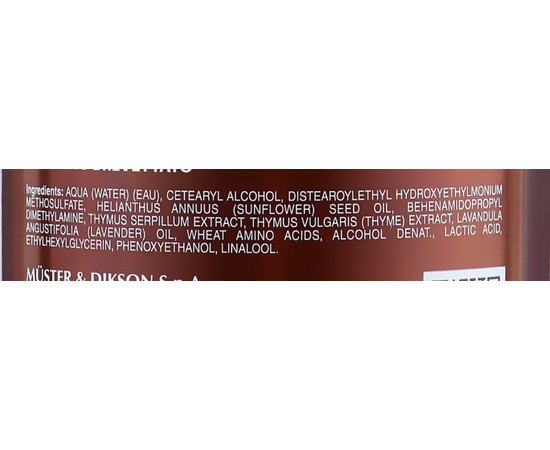 BREVETTATO
Ingredients: AQUA (WATER) (EAU), CETEARYL ALCOHOL, DISTEAROYLETHYL HYDROXYETHYLMONIUM
METHOSULFATE, HELIANTHUS ANNUUS (SUNFLOWER) SEED OIL, BEHENAMIDOPROPYL
DIMETHYLAMINE, THYMUS SERPILLUM EXTRACT, THYMUS VULGARIS (THYME) EXTRACT, LAVANDULA
ANGUSTIFOLIA (LAVENDER) OIL, WHEAT AMINO ACIDS, ALCOHOL DENAT., LACTIC ACID,
ETHYLHEXYLGLYCERIN, PHENOXYETHANOL, LINALOOL.
MÜSTER & DIKSON S.p.A.